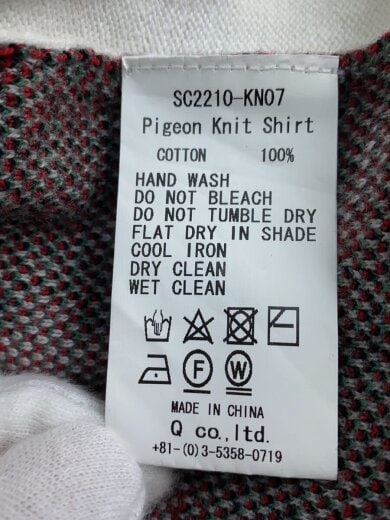 SC2210-KN07
Pigeon Knit Shirt
COTTON 100%
HAND WASH
DO NOT BLEACH
DO NOT TUMBLE DRY
FLAT DRY IN SHADE
COOL IRON
DRY CLEAN
WET CLEAN
F W
MADE IN CHINA
Q co.,ltd.
+81-(0)3-5358-0719